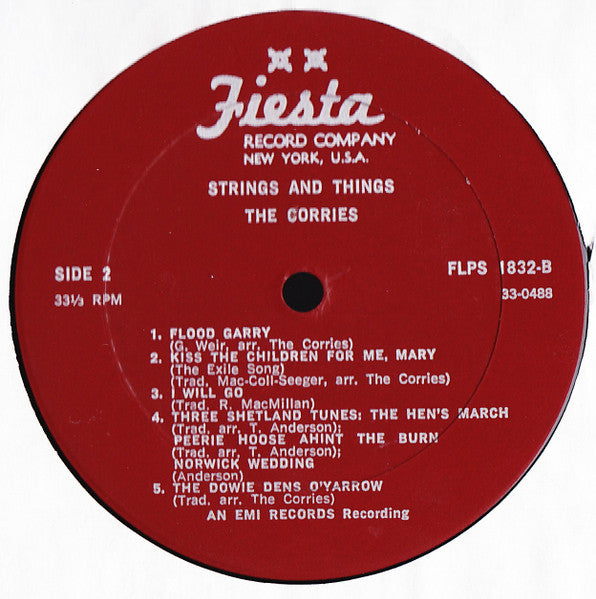 Fiesta
RECORD COMPANY
NEW YORK, U.S.A.
STRINGS AND THINGS
THE CORRIES
SIDE 2
FLPS 1832-B
33⅓ RPM
33-0488
1. FLOOD GARRY
(G. Weir, arr. The Corries)
2. KISS THE CHILDREN FOR ME, MARY
(The Exile Song)
(Trad. Mac-Coll-Seeger, arr. The Corries)
3. I WILL GO
(Trad. R. MacMillan)
4. THREE SHETLAND TUNES: THE HEN'S MARCH
(Trad. arr. T. Anderson);
PEERIE HOOSE AHINT THE BURN
(Trad. arr. T. Anderson);
NORWICK WEDDING
(Anderson)
5. THE DOWIE DENS O'YARROW
(Trad. arr. The Corries)
AN EMI RECORDS Recording